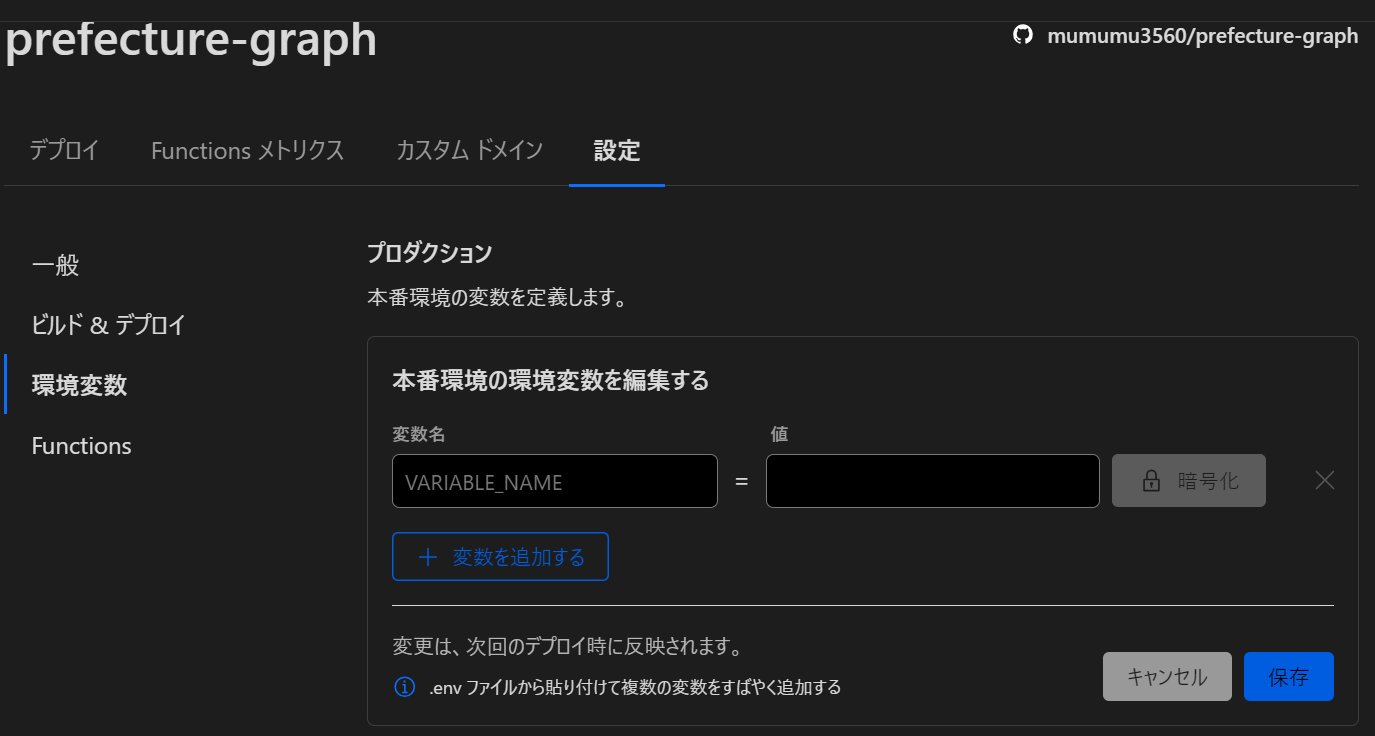 prefecture-graph
mumumu3560/prefecture-graph
デプロイ Functions メトリクス カスタム ドメイン 設定
一般
ビルド & デプロイ
環境変数
Functions
プロダクション
本番環境の変数を定義します。
本番環境の環境変数を編集する
変数名 値
VARIABLE_NAME = 暗号化
変数を追加する
変更は、次回のデプロイ時に反映されます。
.env ファイルから貼り付けて複数の変数をすばやく追加する
キャンセル 保存